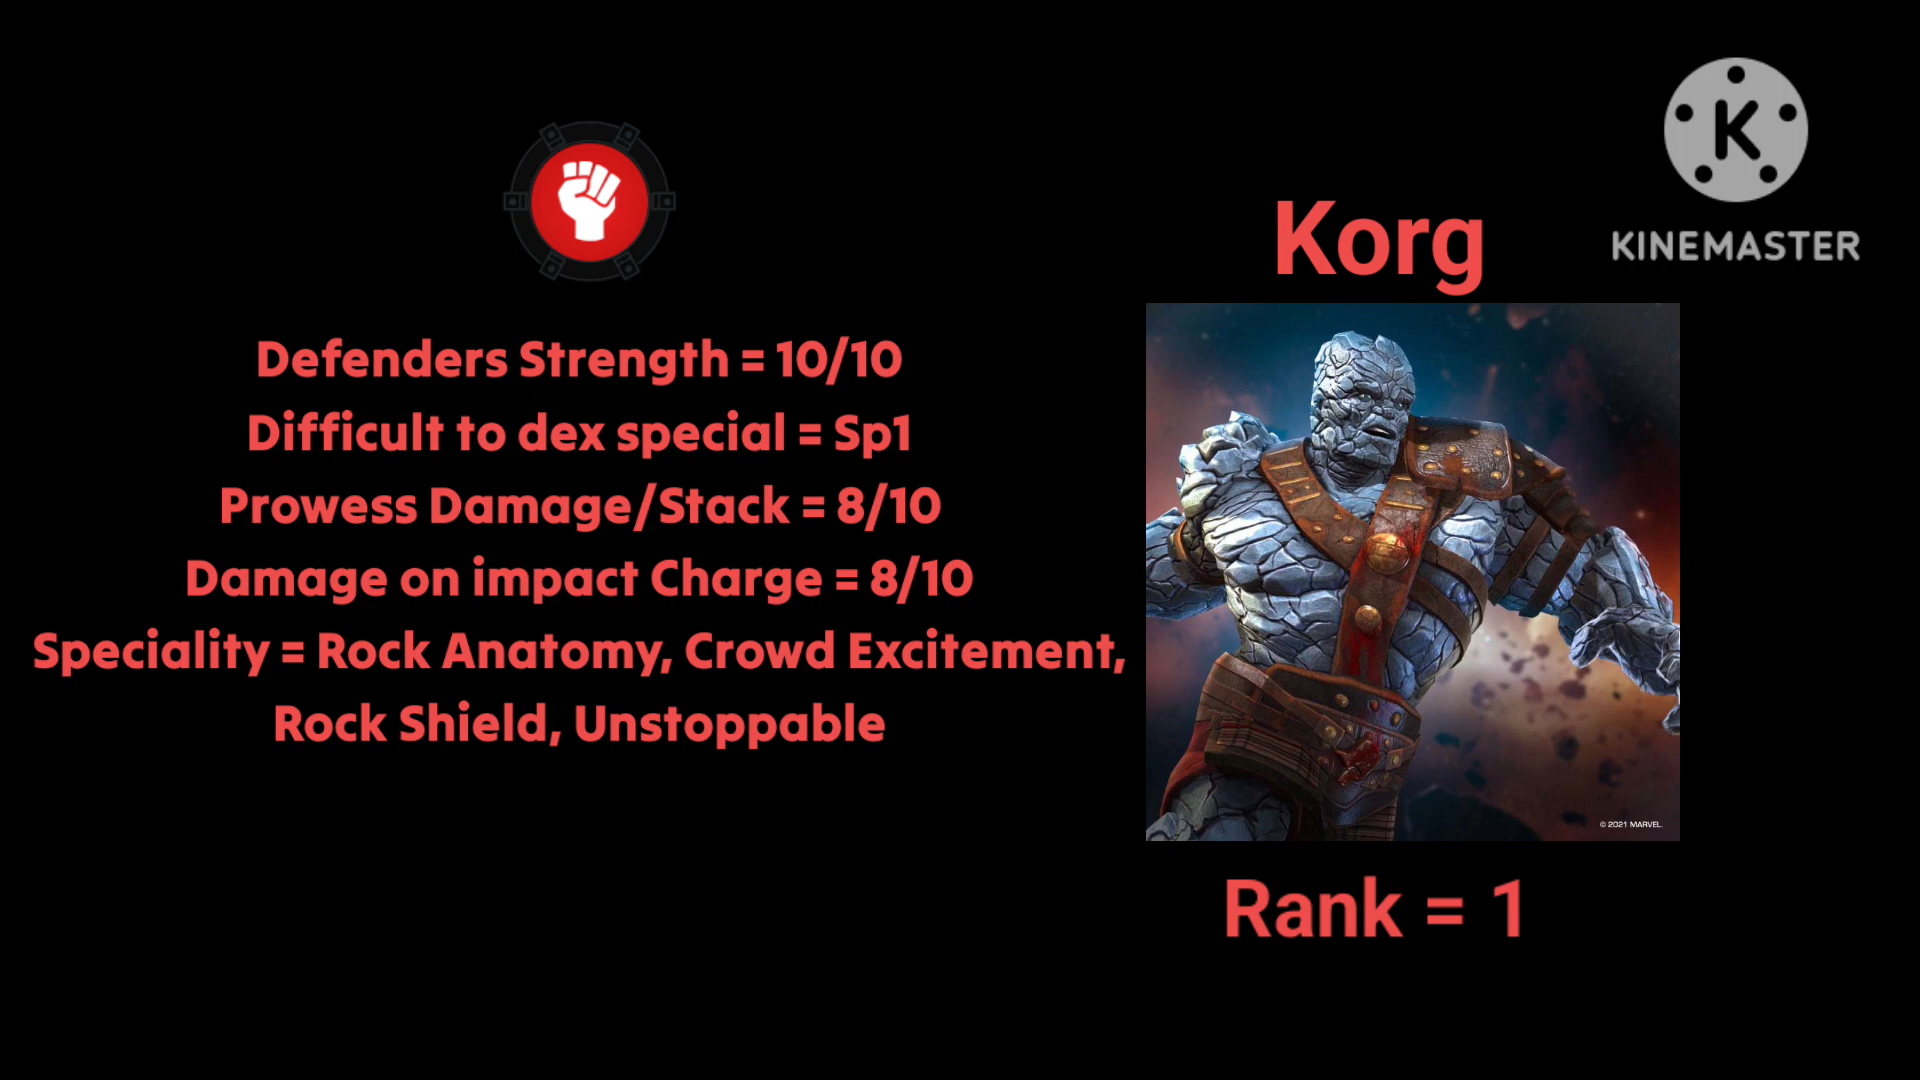 K
KINEMASTER
Korg
Defenders Strength = 10/10
Difficult to dex special = Sp1
Prowess Damage/Stack = 8/10
Damage on impact Charge = 8/10
Speciality = Rock Anatomy, Crowd Excitement,
Rock Shield, Unstoppable
© 2021 MARVEL.
Rank = 1